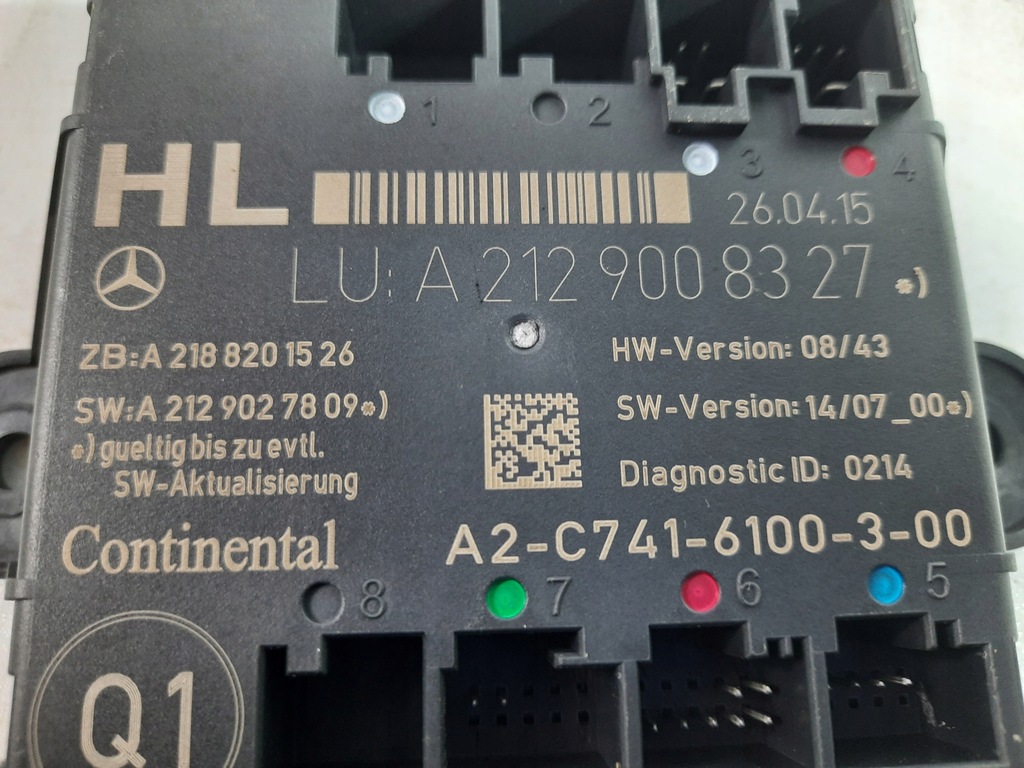 1 2
3 4
HL
26.04.15
LU: A 212 900 83 27 *)
ZB:A 218 820 15 26
HW-Version: 08/43
SW:A 212 902 78 09*)
SW-Version: 14/07_00*)
*) gueltig bis zu evtl.
SW-Aktualisierung
Diagnostic ID: 0214
Continental
A2-C741-6100-3-00
8 7 6 5
Q1